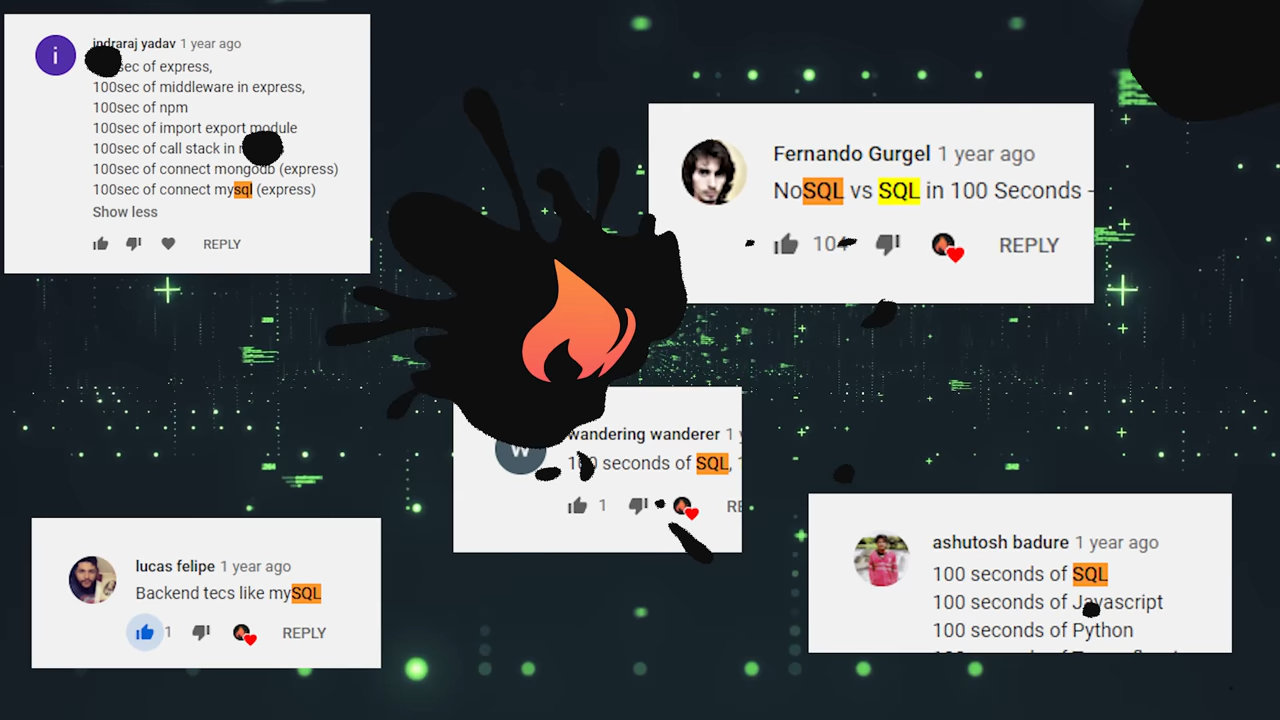 i
indraraj yadav 1 year ago
sec of express,
100sec of middleware in express,
100sec of npm
100sec of import export module
100sec of call stack in
100sec of connect mongodb (express)
100sec of connect mysql (express)
Show less
REPLY
Fernando Gurgel 1 year ago
NoSQL vs SQL in 100 Seconds -
104
REPLY
wandering wanderer 1
W
100 seconds of SQL,
1
lucas felipe 1 year ago
Backend tecs like mySQL
1
REPLY
ashutosh badure 1 year ago
100 seconds of SQL
100 seconds of Javascript
100 seconds of Python